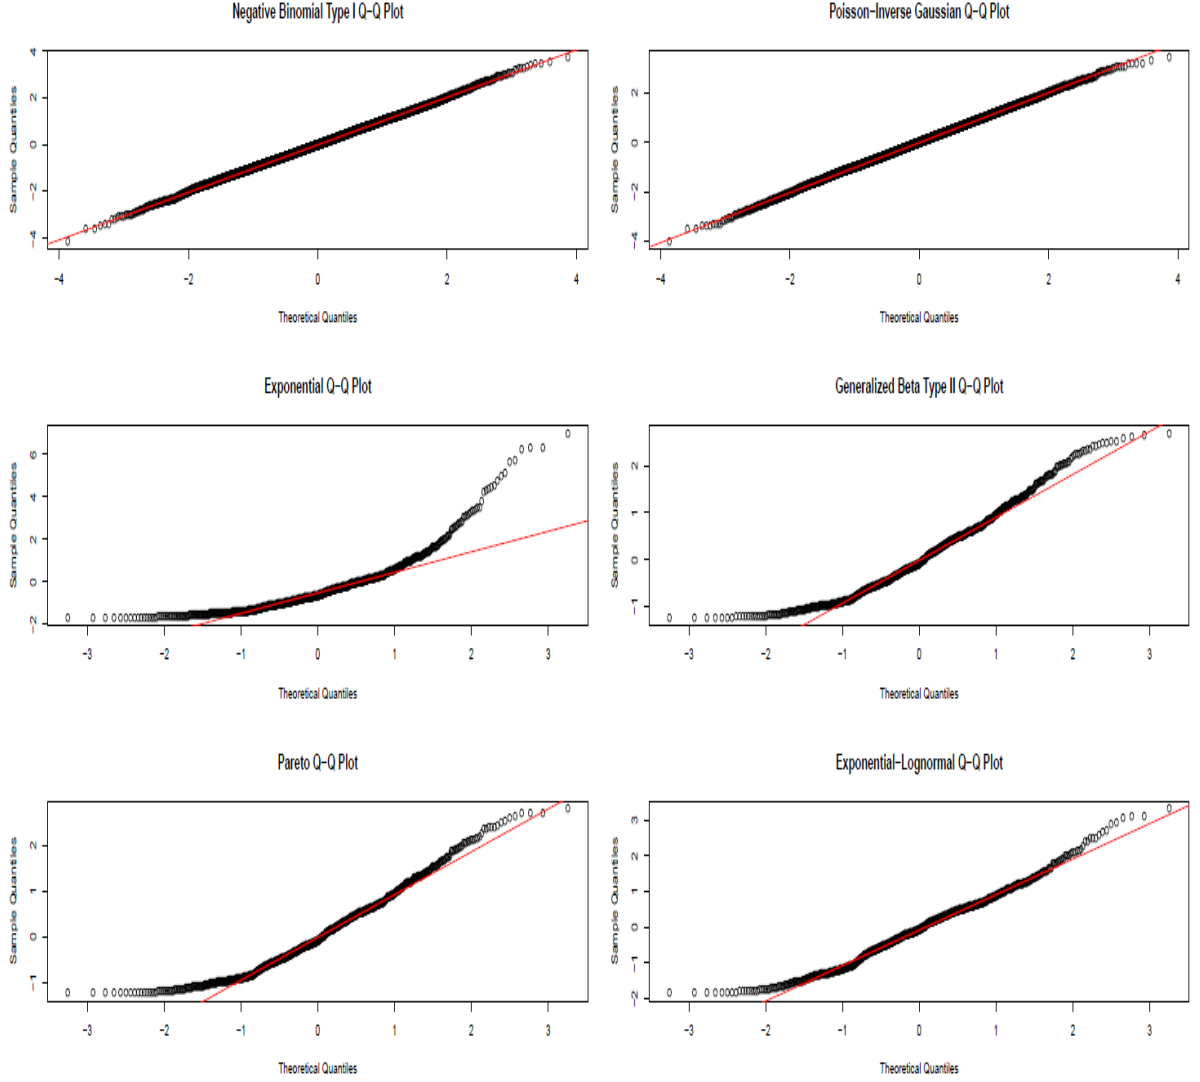 Negative Binomial Type I Q−Q Plot
Sample Quantiles
4
2
0
−2
−4
−4 −2 0 2 4
Theoretical Quantiles
Poisson−Inverse Gaussian Q−Q Plot
Sample Quantiles
2
0
−2
−4
−4 −2 0 2 4
Theoretical Quantiles
Exponential Q−Q Plot
Sample Quantiles
6
4
2
0
−2
−3 −2 −1 0 1 2 3
Theoretical Quantiles
Generalized Beta Type II Q−Q Plot
Sample Quantiles
2
1
0
−1
−3 −2 −1 0 1 2 3
Theoretical Quantiles
Pareto Q−Q Plot
Sample Quantiles
2
1
0
−1
−3 −2 −1 0 1 2 3
Theoretical Quantiles
Exponential−Lognormal Q−Q Plot
Sample Quantiles
3
2
1
0
−1
−2
−3 −2 −1 0 1 2 3
Theoretical Quantiles